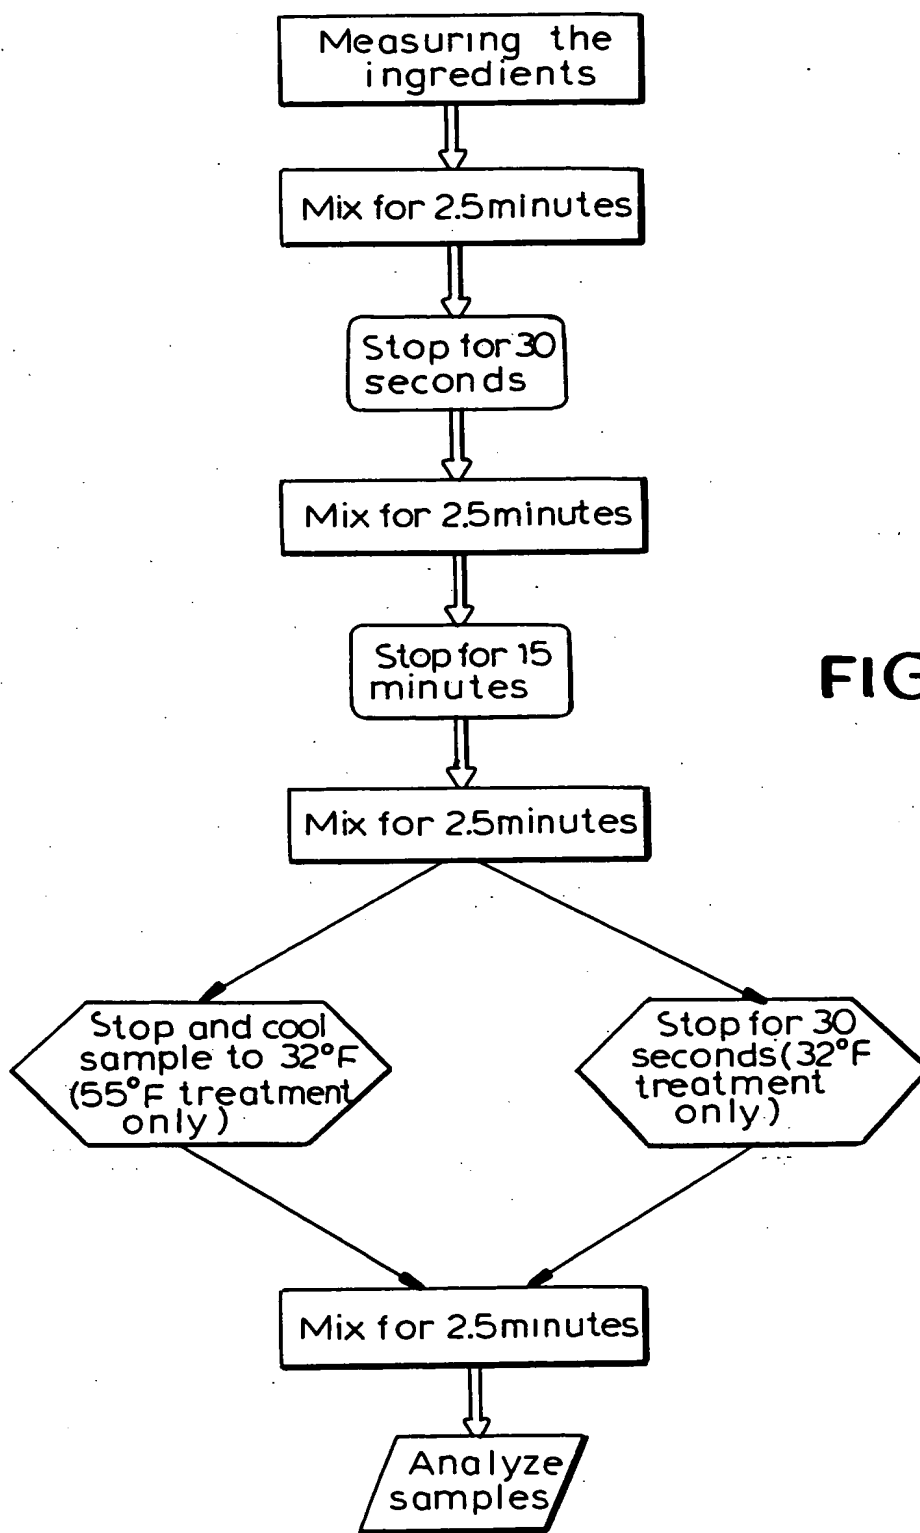 Measuring the
ingredients
Mix for 2.5minutes
Stop for 30
seconds
Mix for 2.5minutes
Stop for 15
minutes
FIG
Mix for 2.5minutes
Stop and cool
sample to 32°F
(55°F treatment
only)
Stop for 30
seconds(32°F
treatment
only)
Mix for 2.5minutes
Analyze
samples